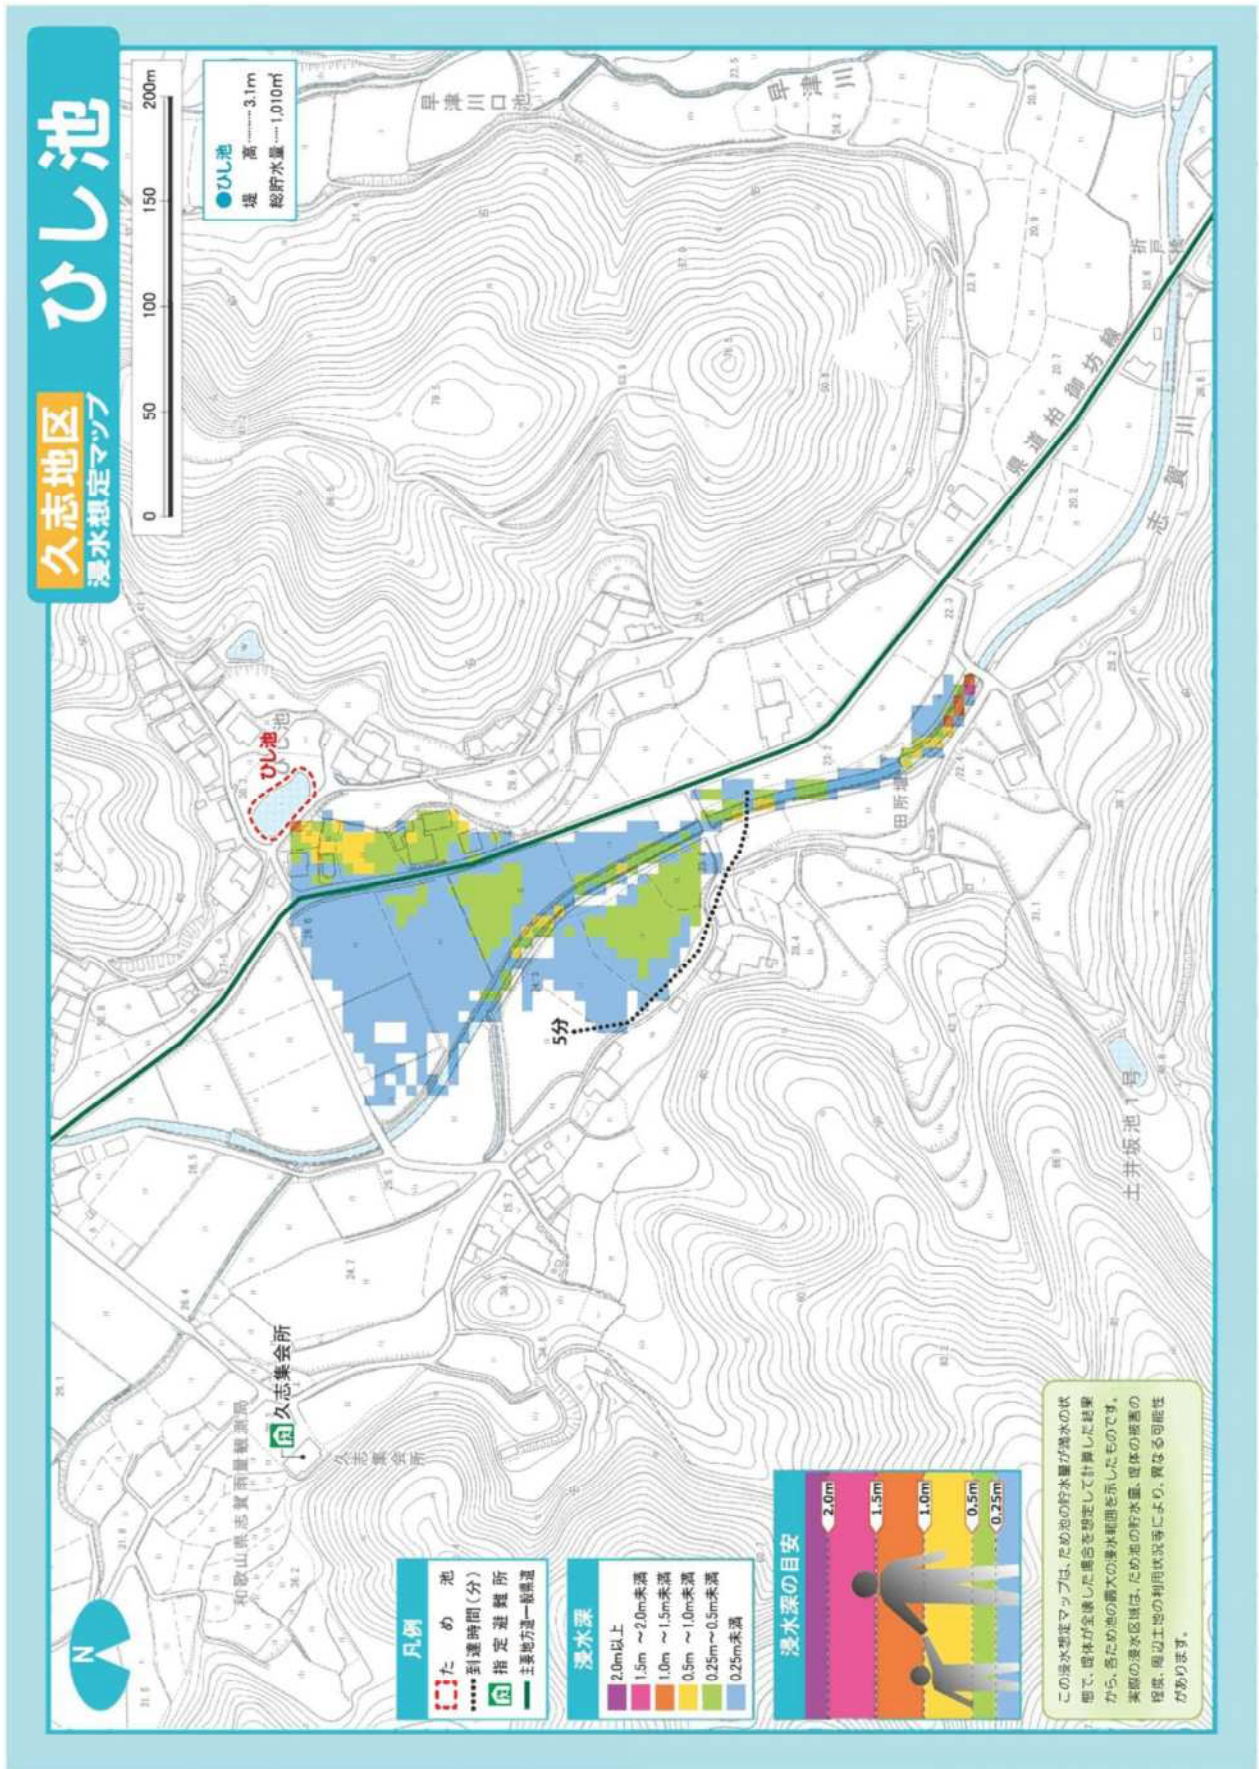 久志地区
浸水想定マップ
ひし池
0 50 100 150 200m
●ひし池
堤 高……… 3.1m
総貯水量…… 1,010㎥
N
早津川口池
早津川
ひし池
ひし池
5分
田所堰
県道柏御坊線
志賀川
折戸橋
土井坂池1号
和歌山県志賀雨量観測局
久志集会所
久志集会所
凡例
ため池
到達時間(分)
指定避難所
主要地方道一般県道
浸水深
2.0m以上
1.5m ～2.0m未満
1.0m ～1.5m未満
0.5m ～1.0m未満
0.25m～0.5m未満
0.25m未満
浸水深の目安
2.0m
1.5m
1.0m
0.5m
0.25m
この浸水想定マップは、ため池の貯水量が満水の状
態で、堤体が全壊した場合を想定して計算した結果
から、各ため池の最大の浸水範囲を示したものです。
実際の浸水区域は、ため池の貯水量、堤体の被害の
程度、周辺土地の利用状況等により、異なる可能性
があります。